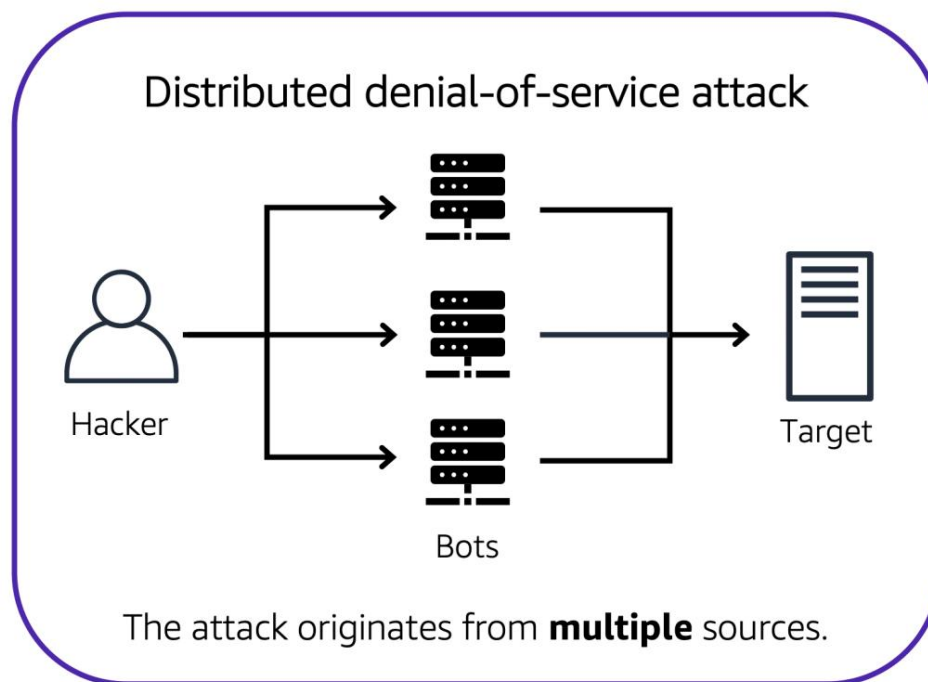 Distributed denial-of-service attack
Hacker
Bots
Target
The attack originates from multiple sources.